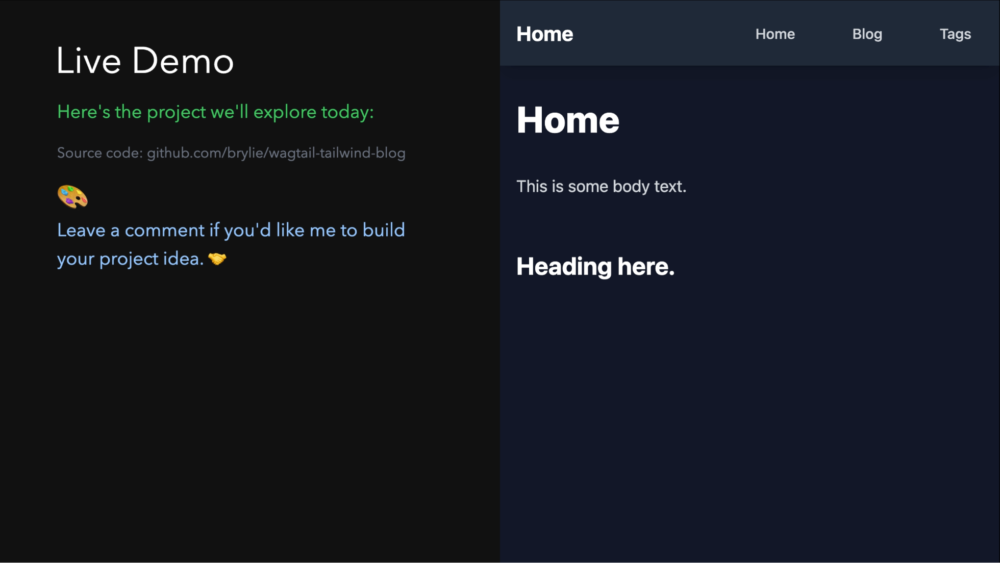 Live Demo
Here's the project we'll explore today:
Source code: github.com/brylie/wagtail-tailwind-blog
🎨
Leave a comment if you'd like me to build
your project idea. 🤝
Home Home Blog Tags
Home
This is some body text.
Heading here.